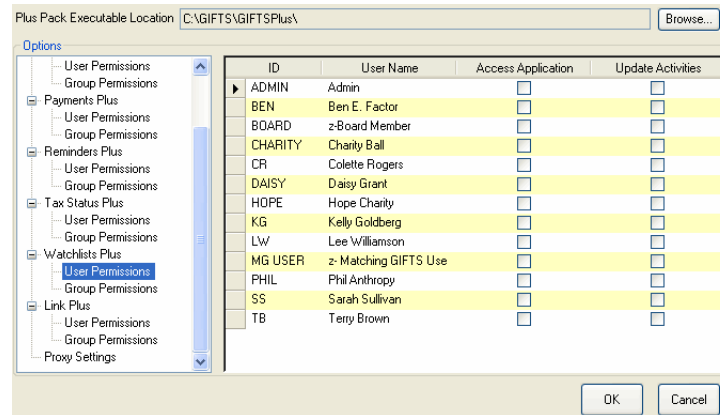 Plus Pack Executable Location C:\GIFTS\GIFTSPlus\ Browse...
Options
User Permissions
Group Permissions
Payments Plus
User Permissions
Group Permissions
Reminders Plus
User Permissions
Group Permissions
Tax Status Plus
User Permissions
Group Permissions
Watchlists Plus
User Permissions
Group Permissions
Link Plus
User Permissions
Group Permissions
Proxy Settings
ID User Name Access Application Update Activities
ADMIN Admin
BEN Ben E. Factor
BOARD z-Board Member
CHARITY Charity Ball
CR Colette Rogers
DAISY Daisy Grant
HOPE Hope Charity
KG Kelly Goldberg
LW Lee Williamson
MG USER z- Matching GIFTS Use
PHIL Phil Anthropy
SS Sarah Sullivan
TB Terry Brown
OK Cancel